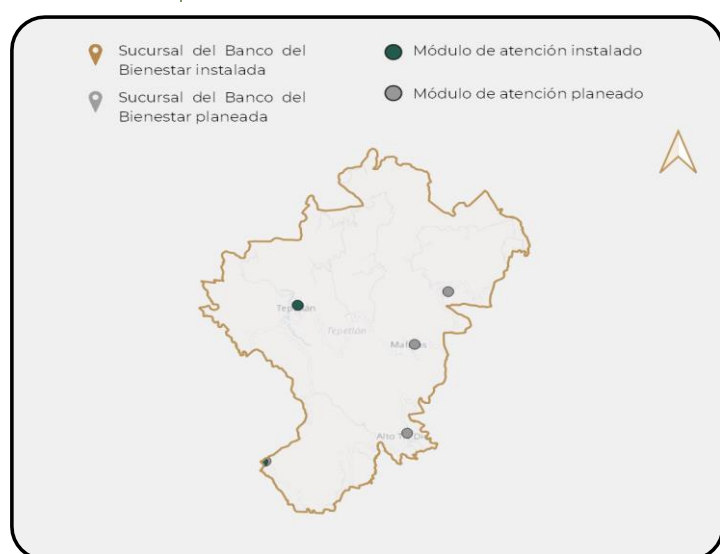 Sucursal del Banco del
Bienestar instalada
Sucursal del Banco del
Bienestar planeada
Módulo de atención instalado
Módulo de atención planeado
Tepetlán
Alto